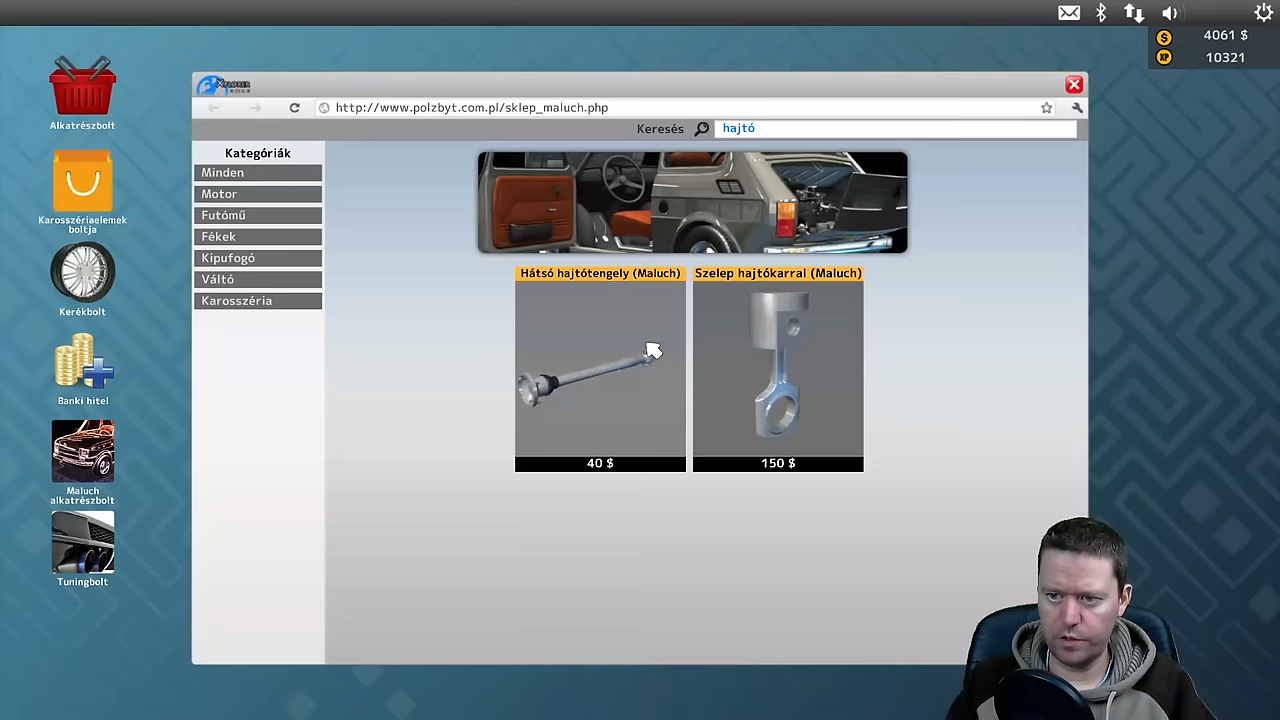 4061 $
10321
Alkatrészbolt
Karosszériaelemek
boltja
Kerékbolt
Banki hitel
Maluch
alkatrészbolt
Tuningbolt
http://www.polzbyt.com.pl/sklep_maluch.php
Keresés
hajtó
Kategóriák
Minden
Motor
Futómű
Fékek
Kipufogó
Váltó
Karosszéria
Hátsó hajtótengely (Maluch)
40 $
Szelep hajtókarral (Maluch)
150 $